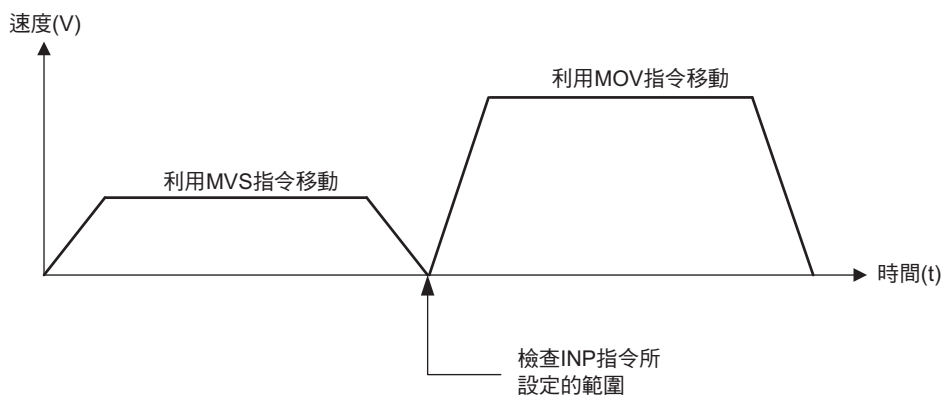 速度(V)
利用MOV指令移動
利用MVS指令移動
時間(t)
檢查INP指令所
設定的範圍